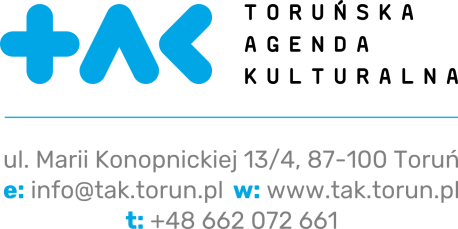 tak
TORUŃSKA
AGENDA
KULTURALNA
ul. Marii Konopnickiej 13/4, 87-100 Toruń
e: info@tak.torun.pl w: www.tak.torun.pl
t: +48 662 072 661